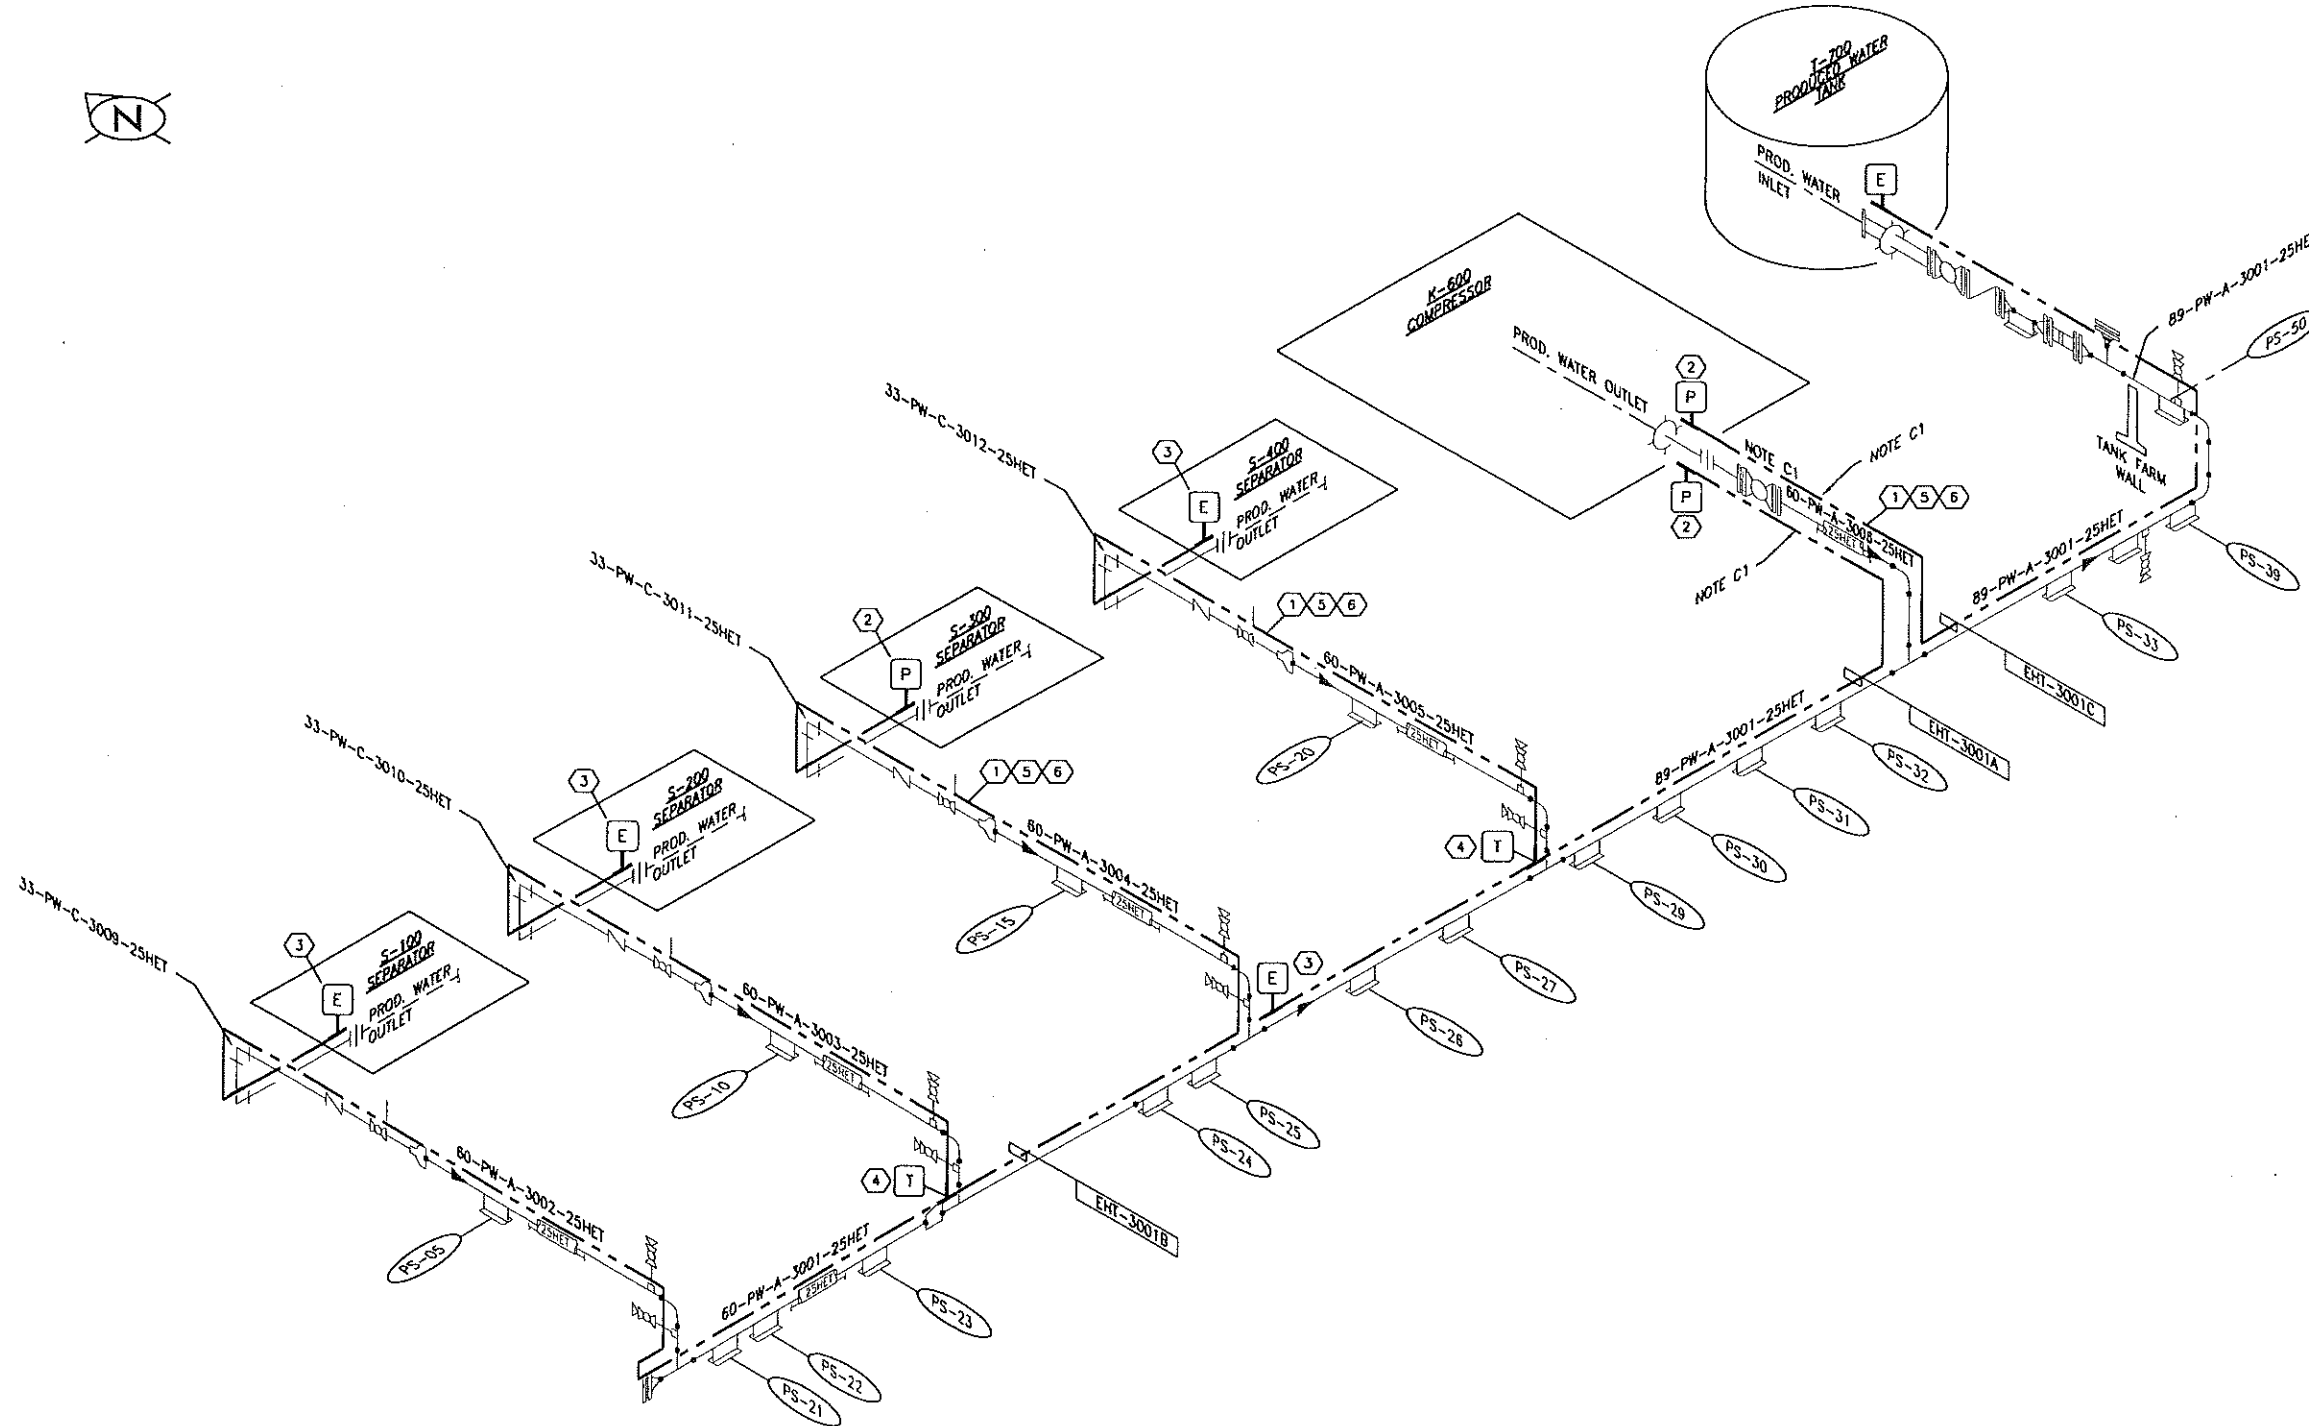 N
T-700
PRODUCED WATER
TANK
PROD. WATER
INLET
E
89-PW-A-3001-25HE
PS-50
TANK FARM
WALL
K-600
COMPRESSOR
PROD. WATER OUTLET
2
P
NOTE C1
NOTE C1
P
2
60-PW-A-3008-25HET
25HET
1 5 6
NOTE C1
89-PW-A-3001-25HET
PS-39
PS-33
EHT-3001C
EHT-3001A
33-PW-C-3012-25HET
3
E
S-400
SEPARATOR
PROD. WATER
OUTLET
1 5 6
60-PW-A-3005-25HET
25HET
PS-20
4
T
89-PW-A-3001-25HET
PS-32
PS-31
PS-30
PS-29
33-PW-C-3011-25HET
2
P
S-300
SEPARATOR
PROD. WATER
OUTLET
1 5 6
60-PW-A-3004-25HET
25HET
PS-15
E
3
PS-27
PS-26
33-PW-C-3010-25HET
3
E
S-200
SEPARATOR
PROD. WATER
OUTLET
60-PW-A-3003-25HET
25HET
PS-10
4
T
PS-25
PS-24
EHT-3001B
33-PW-C-3009-25HET
3
E
S-100
SEPARATOR
PROD. WATER
OUTLET
60-PW-A-3002-25HET
25HET
PS-05
60-PW-A-3001-25HET
25HET
PS-23
PS-22
PS-21